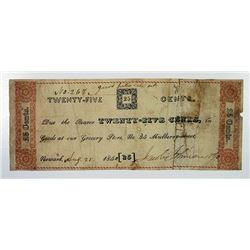 No. 268.
TWENTY-FIVE CENTS.
25
Due the Bearer TWENTY-FIVE CENTS, in
Goods at our Grocery Store No. 35 Mulberry street,
Newark, Aug. 25 1840 [25]
25 Cents.
25 Cents.